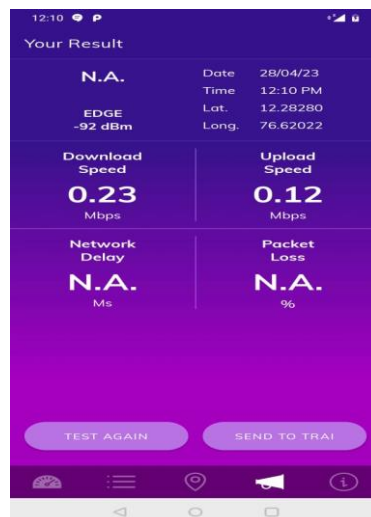 12:10
Your Result
N.A.
EDGE
-92 dBm
Date 28/04/23
Time 12:10 PM
Lat. 12.28280
Long. 76.62022
Download
Speed
0.23
Mbps
Upload
Speed
0.12
Mbps
Network
Delay
N.A.
Ms
Packet
Loss
N.A.
%
TEST AGAIN
SEND TO TRAI